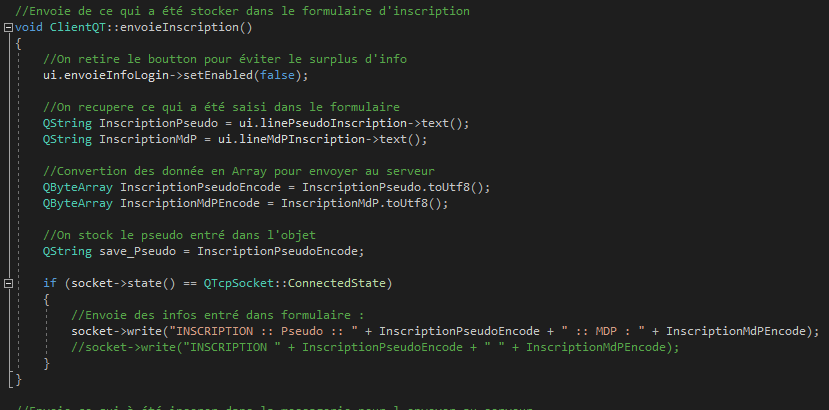 //Envoie de ce qui a été stocker dans le formulaire d'inscription
void ClientQT::envoieInscription()
{
//On retire le boutton pour éviter le surplus d'info
ui.envoieInfoLogin->setEnabled(false);
//On recupere ce qui a été saisi dans le formulaire
QString InscriptionPseudo = ui.linePseudoInscription->text();
QString InscriptionMdP = ui.lineMdPInscription->text();
//Convertion des donnée en Array pour envoyer au serveur
QByteArray InscriptionPseudoEncode = InscriptionPseudo.toUtf8();
QByteArray InscriptionMdPEncode = InscriptionMdP.toUtf8();
//On stock le pseudo entré dans l'objet
QString save_Pseudo = InscriptionPseudoEncode;
if (socket->state() == QTcpSocket::ConnectedState)
{
//Envoie des infos entré dans formulaire :
socket->write("INSCRIPTION :: Pseudo :: " + InscriptionPseudoEncode + " :: MDP : " + InscriptionMdPEncode);
//socket->write("INSCRIPTION " + InscriptionPseudoEncode + " " + InscriptionMdPEncode);
}
}